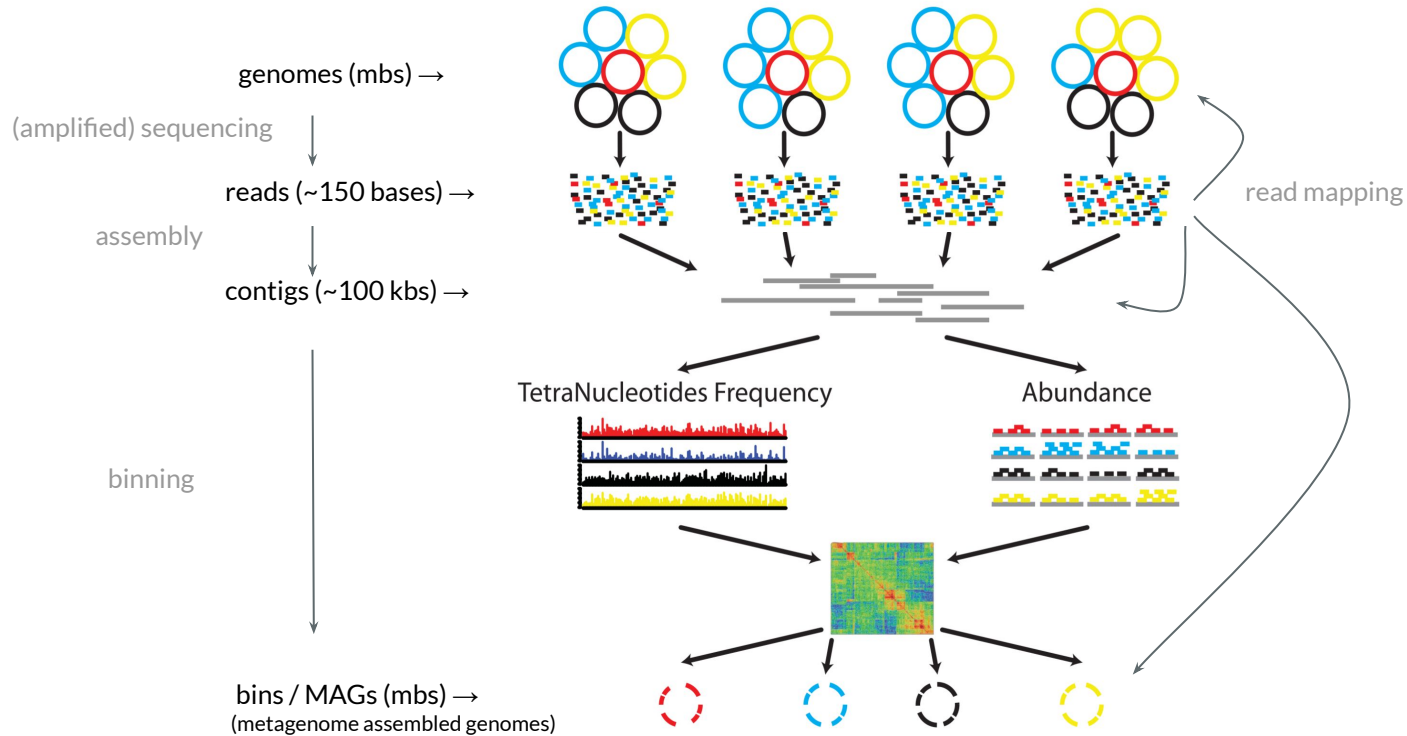 genomes (mbs) →
(amplified) sequencing
reads (~150 bases) →
read mapping
assembly
contigs (~100 kbs) →
TetraNucleotides Frequency
Abundance
binning
bins / MAGs (mbs) →
(metagenome assembled genomes)